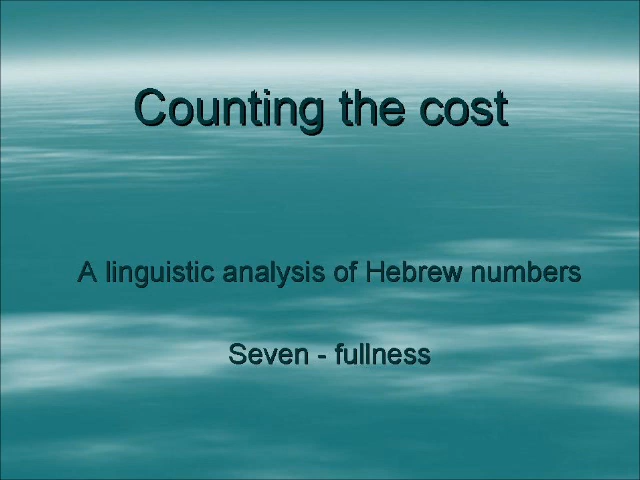 Counting the cost
A linguistic analysis of Hebrew numbers
Seven - fullness